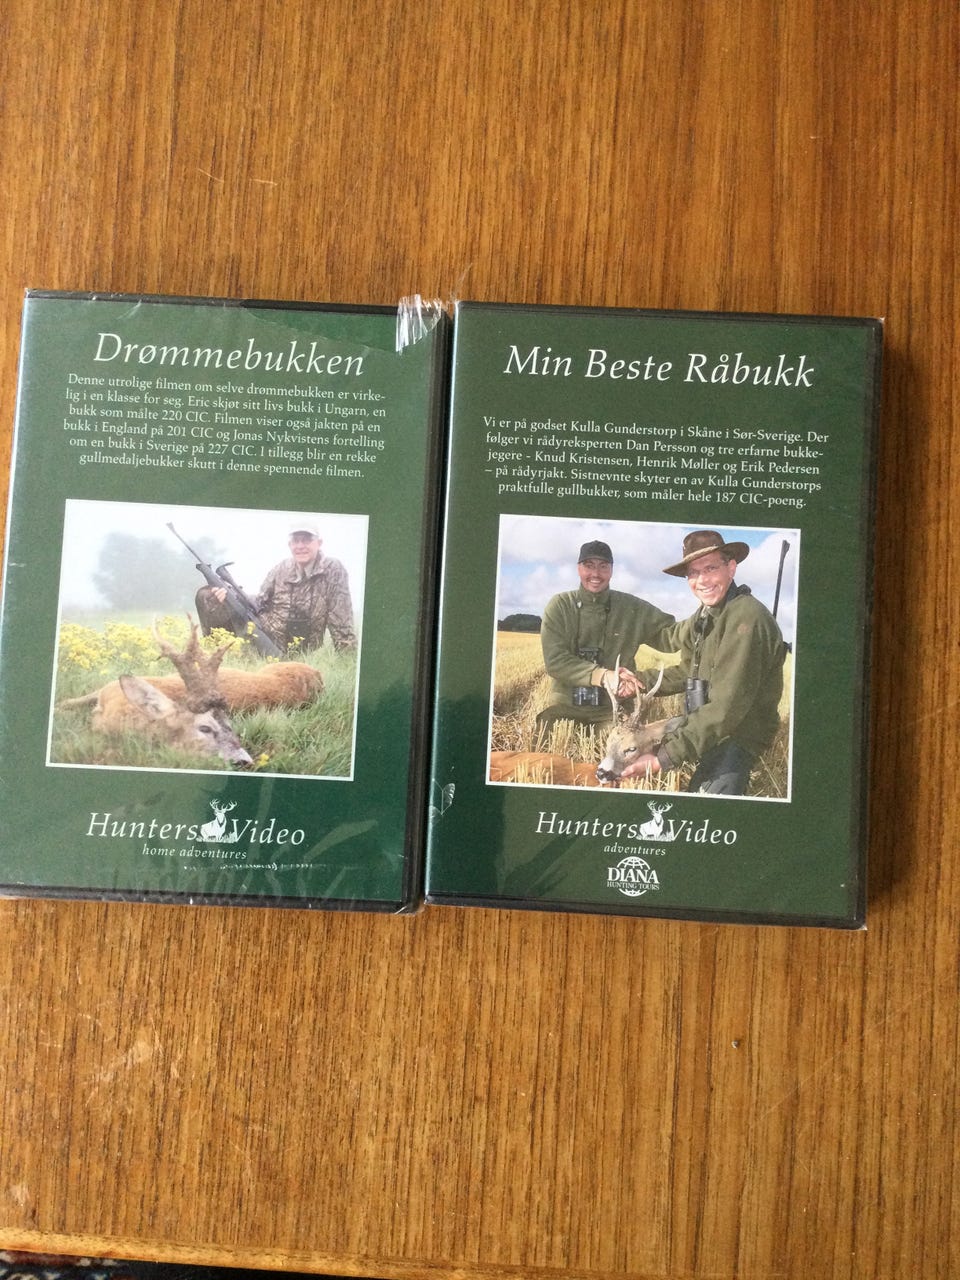 Drømmebukken
Denne utrolige filmen om selve drømmebukken er virke-
lig i en klasse for seg. Eric skjøt sitt livs bukk i Ungarn, en
bukk som målte 220 CIC. Filmen viser også jakten på en
bukk i England på 201 CIC og Jonas Nykvistens fortelling
om en bukk i Sverige på 227 CIC. I tillegg blir en rekke
gullmedaljebukker skutt i denne spennende filmen.
Hunters Video
home adventures
Min Beste Råbukk
Vi er på godset Kulla Gunderstorp i Skåne i Sør-Sverige. Der
følger vi rådyreksperten Dan Persson og tre erfarne bukke-
jegere - Knud Kristensen, Henrik Møller og Erik Pedersen
– på rådyrjakt. Sistnevnte skyter en av Kulla Gunderstorps
praktfulle gullbukker, som måler hele 187 CIC-poeng.
Hunters Video
adventures
DIANA
HUNTING TOURS